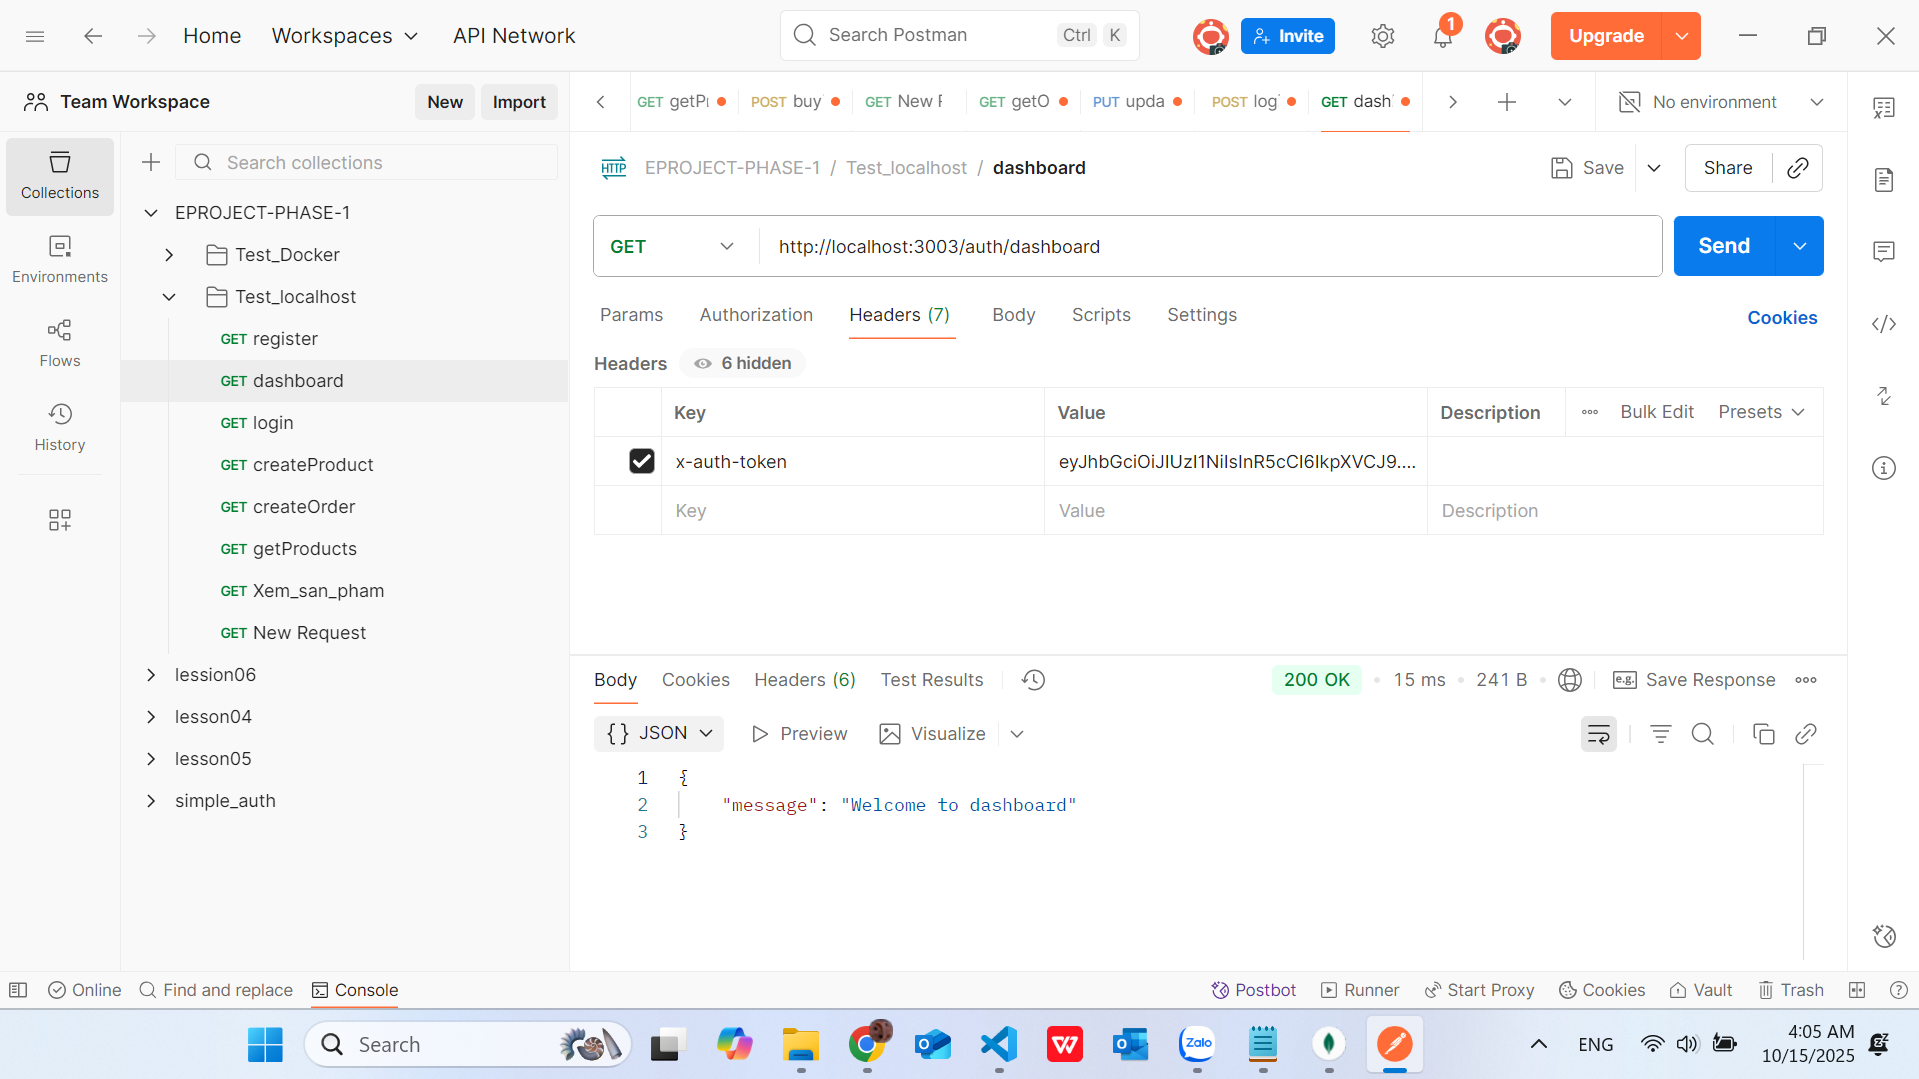 Home
Workspaces
API Network
Search Postman
Ctrl
K
Invite
1
Upgrade
Team Workspace
New
Import
GET getPr
POST buy
GET New F
GET getO
PUT upda
POST log
GET dash
No environment
Collections
Environments
Flows
History
Search collections
EPROJECT-PHASE-1
Test_Docker
Test_localhost
GET register
GET dashboard
GET login
GET createProduct
GET createOrder
GET getProducts
GET Xem_san_pham
GET New Request
lession06
lesson04
lesson05
simple_auth
HTTP
EPROJECT-PHASE-1 / Test_localhost / dashboard
Save
Share
GET
http://localhost:3003/auth/dashboard
Send
Params
Authorization
Headers (7)
Body
Scripts
Settings
Cookies
Headers
6 hidden
Key
Value
Description
Bulk Edit
Presets
x-auth-token
eyJhbGciOiJIUzI1NiIsInR5cCI6IkpXVCJ9....
Key
Value
Description
Body
Cookies
Headers (6)
Test Results
200 OK
15 ms
241 B
e.g.
Save Response
{} JSON
Preview
Visualize
1 {
2 "message": "Welcome to dashboard"
3 }
Online
Find and replace
Console
Postbot
Runner
Start Proxy
Cookies
Vault
Trash
Search
Zalo
ENG
4:05 AM
10/15/2025